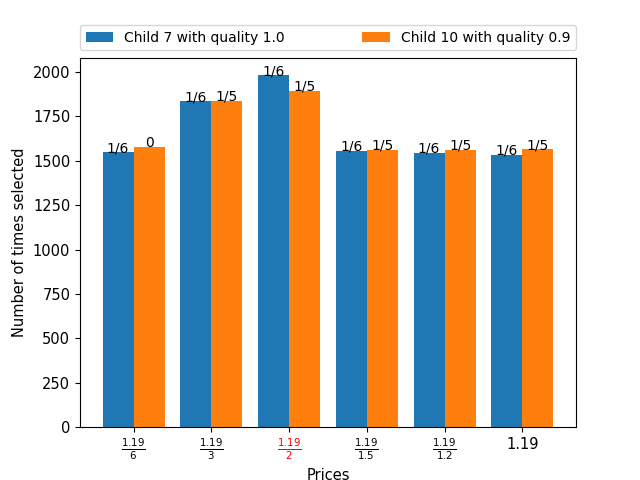 Child 7 with quality 1.0 Child 10 with quality 0.9
2000
1750
1500
1250
1000
750
500
250
0
Number of times selected
1/6 0 1/6 1/5 1/6 1/5 1/6 1/5 1/6 1/5 1/6 1/5
1.19/6 1.19/3 1.19/2 1.19/1.5 1.19/1.2 1.19
Prices